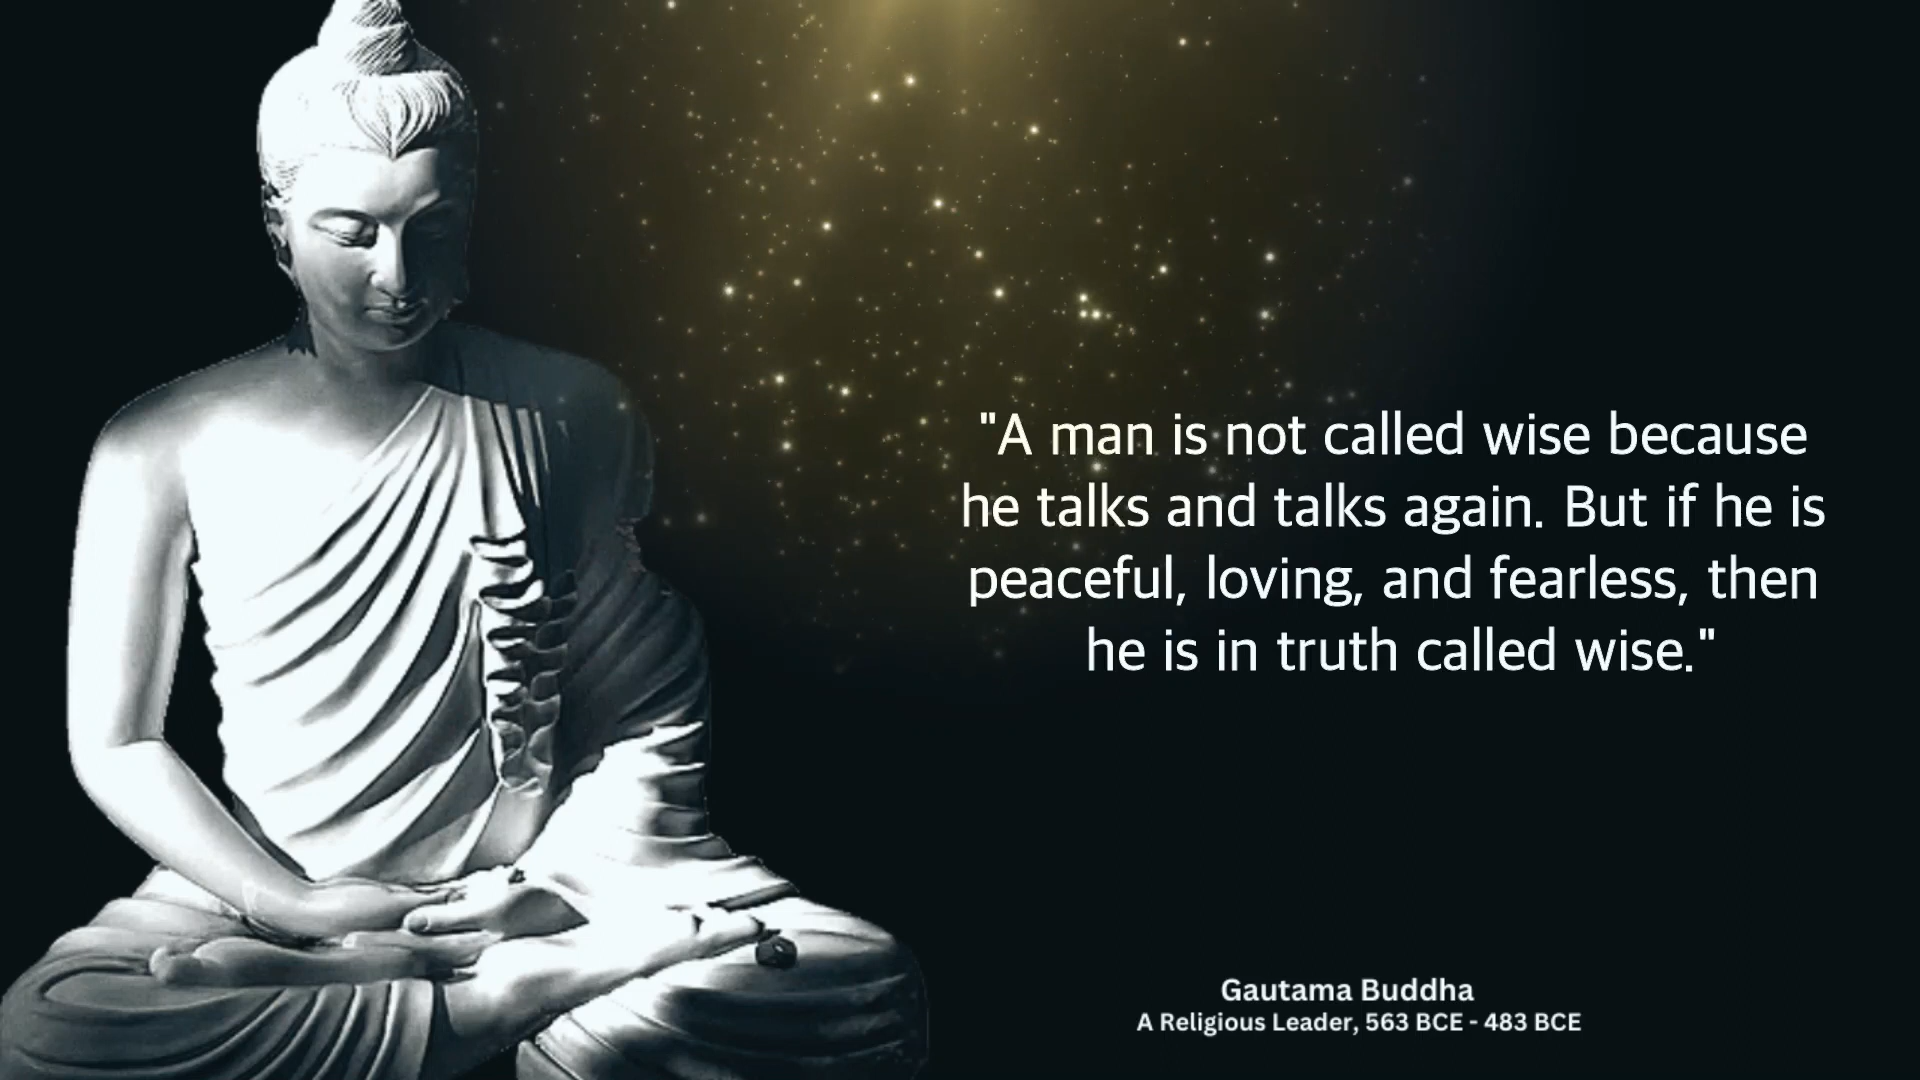 "A man is not called wise because
he talks and talks again. But if he is
peaceful, loving, and fearless, then
he is in truth called wise."
Gautama Buddha
A Religious Leader, 563 BCE - 483 BCE